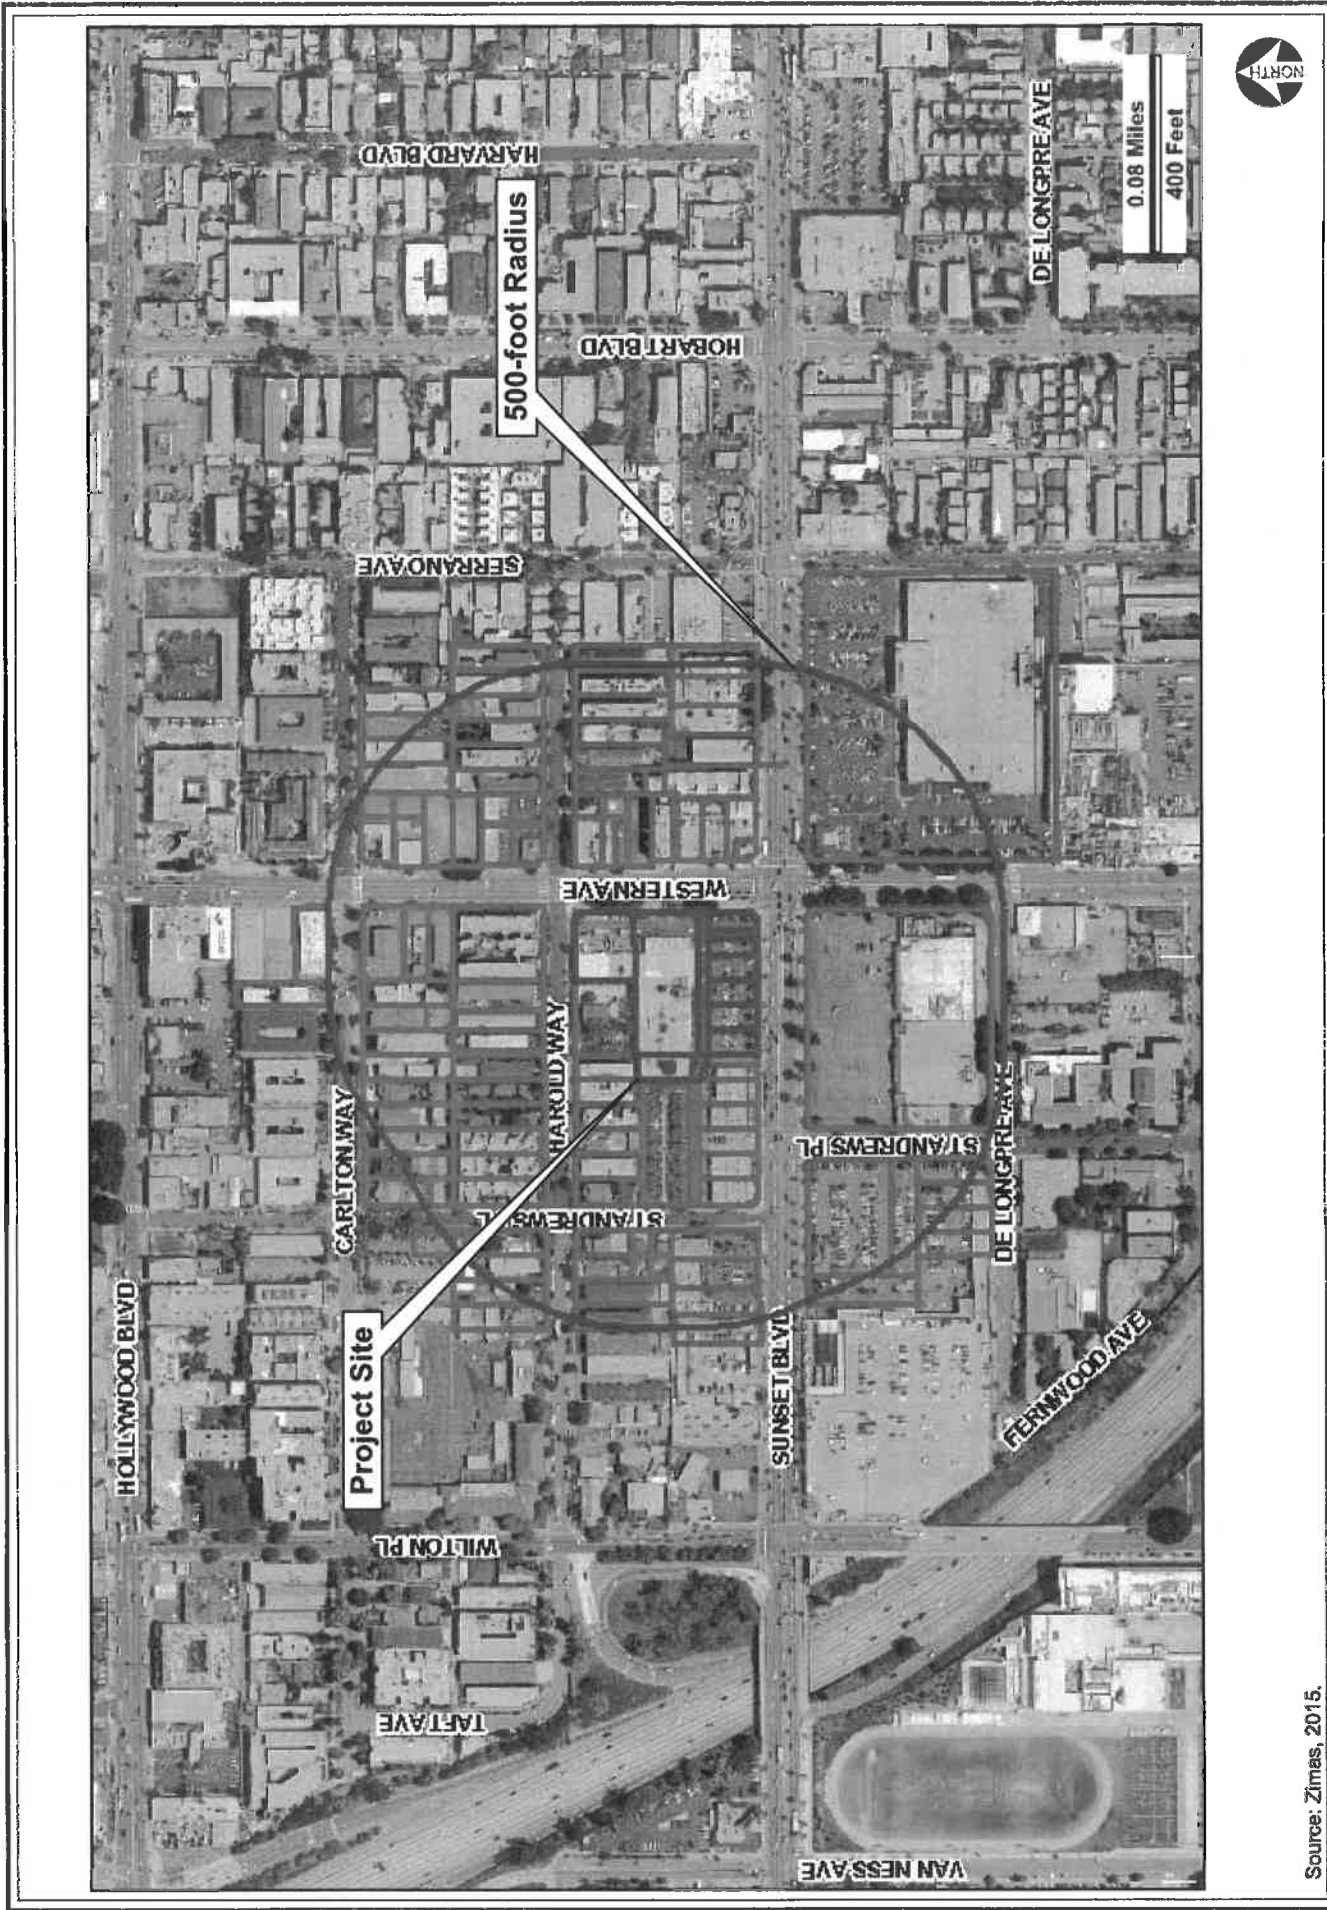 HOLLYWOOD BLVD
HARVARD BLVD
500-foot Radius
HOBART BLVD
SERRANO AVE
CARLTON WAY
Project Site
WILTON PL
TAFT AVE
ST ANDREWS PL
HAROLD WAY
WESTERN AVE
SUNSET BLVD
ST ANDREWS PL
VAN NESS AVE
FERNWOOD AVE
DE LONGPRE AVE
DE LONGPRE AVE
0.08 Miles
400 Feet
NORTH
Source: Zimas, 2015.